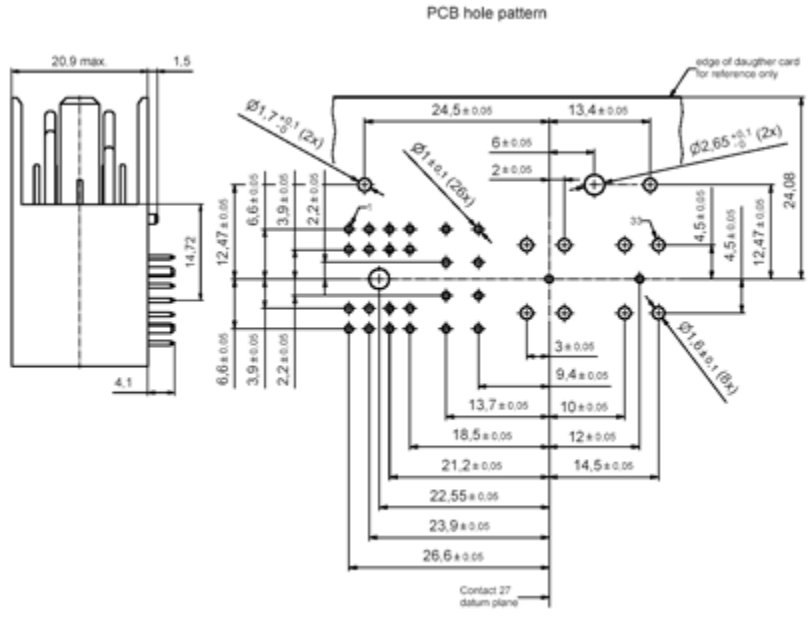 PCB hole pattern
20,9 max.
1,5
edge of daugther card
for reference only
24,5 ± 0,05
13,4 ± 0,05
Ø1,7 +0,1 -0 (2x)
6 ± 0,05
Ø2,65 +0,1 -0 (2x)
Ø1 ± 0,1 (26x)
2 ± 0,05
24,08
12,47 ± 0,05
6,6 ± 0,05
3,9 ± 0,05
2,2 ± 0,05
33
4,5 ± 0,05
4,5 ± 0,05
12,47 ± 0,05
14,72
4,1
6,6 ± 0,05
3,9 ± 0,05
2,2 ± 0,05
3 ± 0,05
Ø1,6 ± 0,1 (8x)
9,4 ± 0,05
13,7 ± 0,05
10 ± 0,05
18,5 ± 0,05
12 ± 0,05
21,2 ± 0,05
14,5 ± 0,05
22,55 ± 0,05
23,9 ± 0,05
26,6 ± 0,05
Contact 27
datum plane